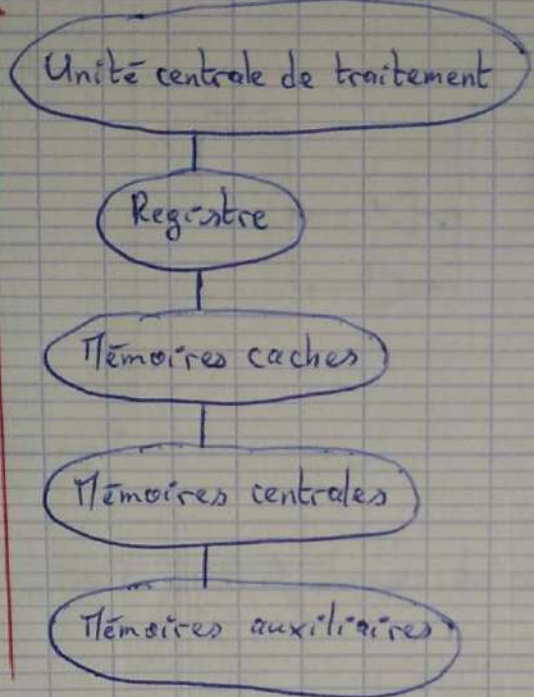 Unité centrale de traitement
Registre
Mémoires caches
Mémoires centrales
Mémoires auxiliaires